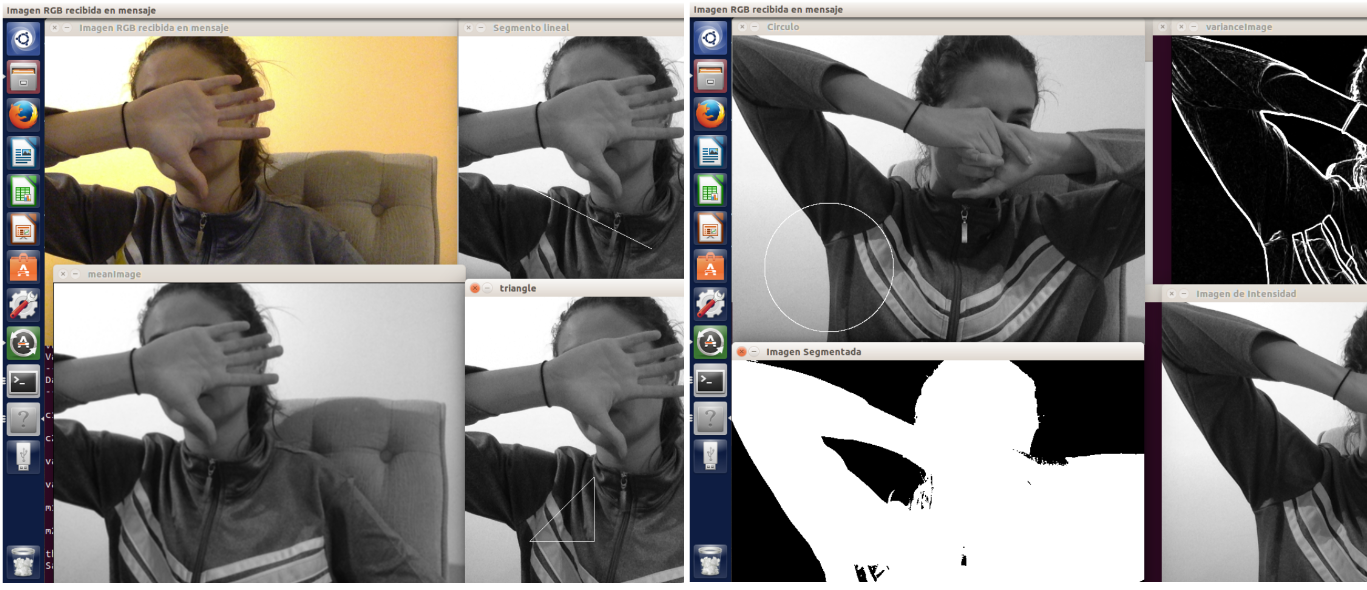 Imagen RGB recibida en mensaje
Imagen RGB recibida en mensaje
Segmento lineal
meanImage
triangle
Imagen RGB recibida en mensaje
Circulo
varianceImage
Imagen Segmentada
Imagen de Intensidad